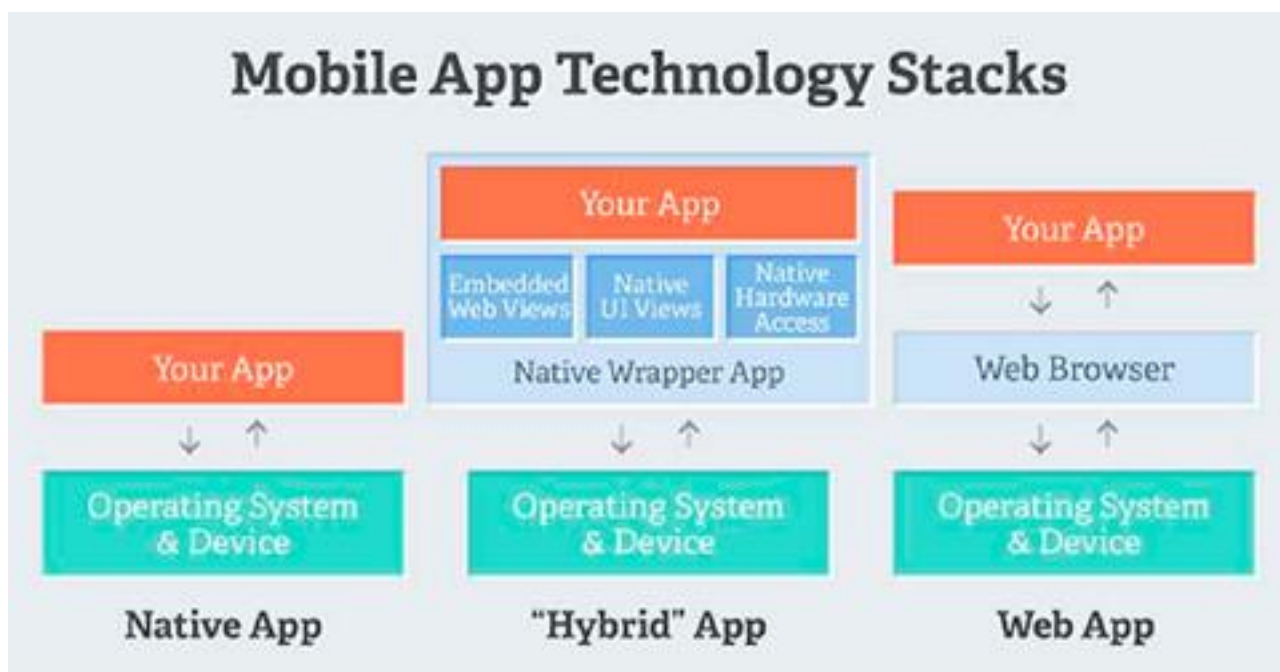 Mobile App Technology Stacks
Your App
Operating System
& Device
Native App
Your App
Embedded
Web Views
Native
UI Views
Native
Hardware
Access
Native Wrapper App
Operating System
& Device
“Hybrid” App
Your App
Web Browser
Operating System
& Device
Web App